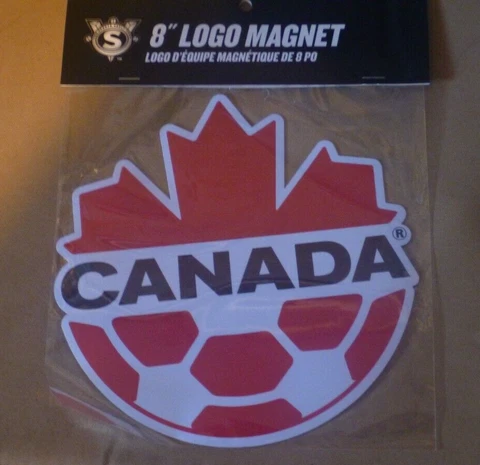 S
8" LOGO MAGNET
LOGO D'ÉQUIPE MAGNÉTIQUE DE 8 PO
CANADA®